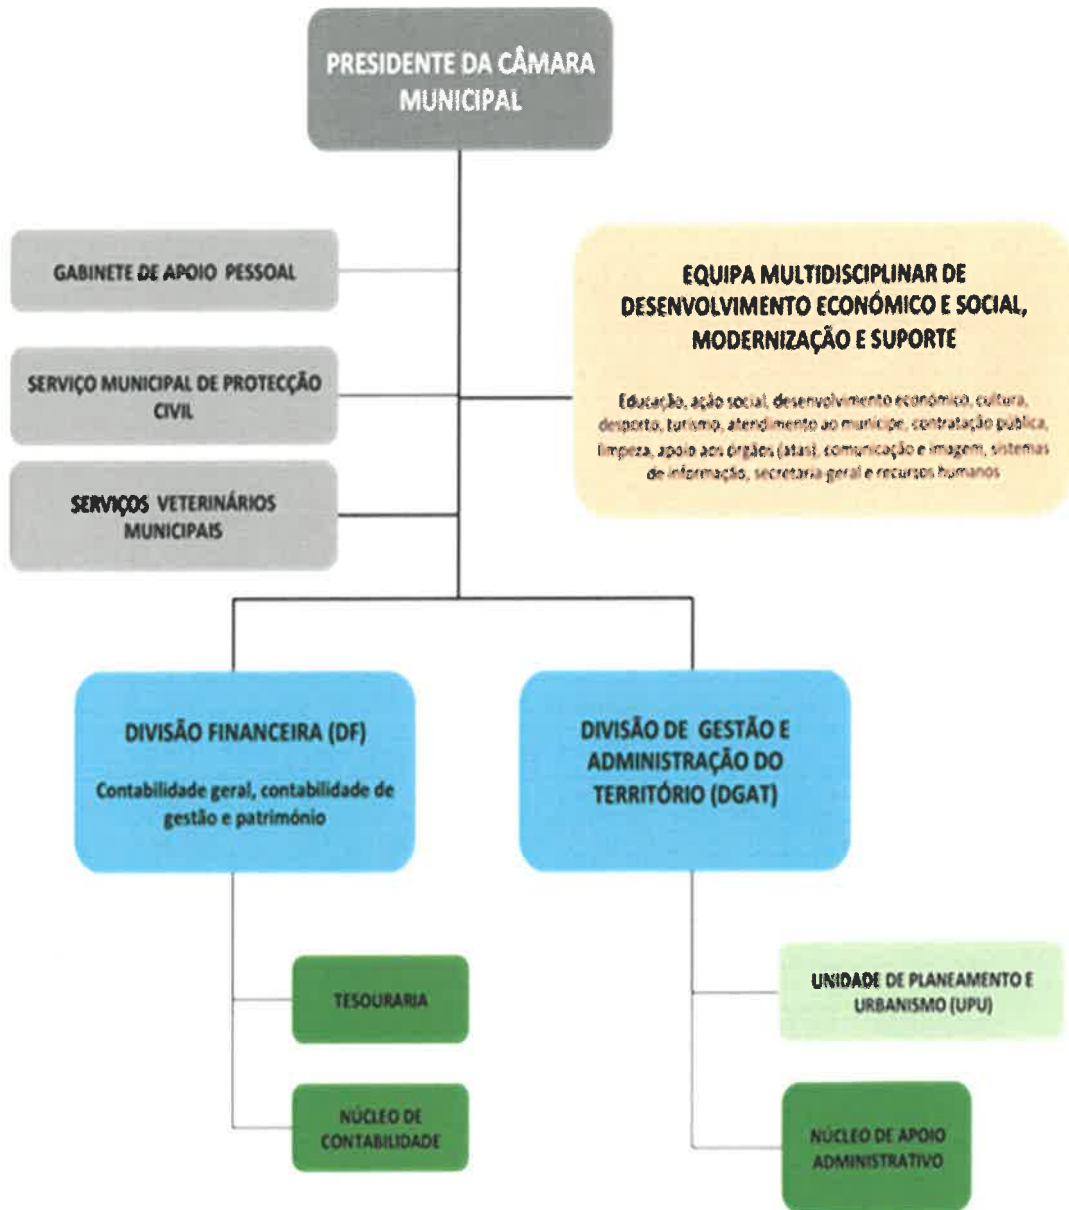 PRESIDENTE DA CÂMARA
MUNICIPAL
GABINETE DE APOIO PESSOAL
EQUIPA MULTIDISCIPLINAR DE
DESENVOLVIMENTO ECONÓMICO E SOCIAL,
MODERNIZAÇÃO E SUPORTE
Educação, ação social, desenvolvimento económico, cultura,
desporto, turismo, atendimento ao munícipe, contratação pública,
limpeza, apoio aos órgãos (atas), comunicação e imagem, sistemas
de informação, secretaria geral e recursos humanos
SERVIÇO MUNICIPAL DE PROTECÇÃO
CIVIL
SERVIÇOS VETERINÁRIOS
MUNICIPAIS
DIVISÃO FINANCEIRA (DF)
Contabilidade geral, contabilidade de
gestão e património
DIVISÃO DE GESTÃO E
ADMINISTRAÇÃO DO
TERRITÓRIO (DGAT)
TESOURARIA
NÚCLEO DE
CONTABILIDADE
UNIDADE DE PLANEAMENTO E
URBANISMO (UPU)
NÚCLEO DE APOIO
ADMINISTRATIVO